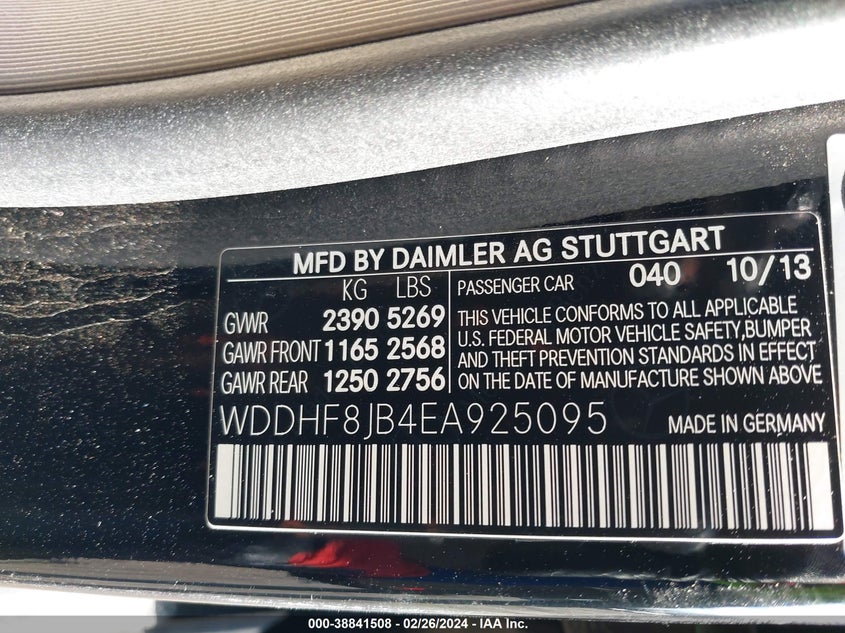 MFD BY DAIMLER AG STUTTGART
KG LBS
GVWR 2390 5269
GAWR FRONT 1165 2568
GAWR REAR 1250 2756
PASSENGER CAR 040 10/13
THIS VEHICLE CONFORMS TO ALL APPLICABLE
U.S. FEDERAL MOTOR VEHICLE SAFETY,BUMPER
AND THEFT PREVENTION STANDARDS IN EFFECT
ON THE DATE OF MANUFACTURE SHOWN ABOVE
WDDHF8JB4EA925095
MADE IN GERMANY
000-38841508 - 02/26/2024 - IAA Inc.